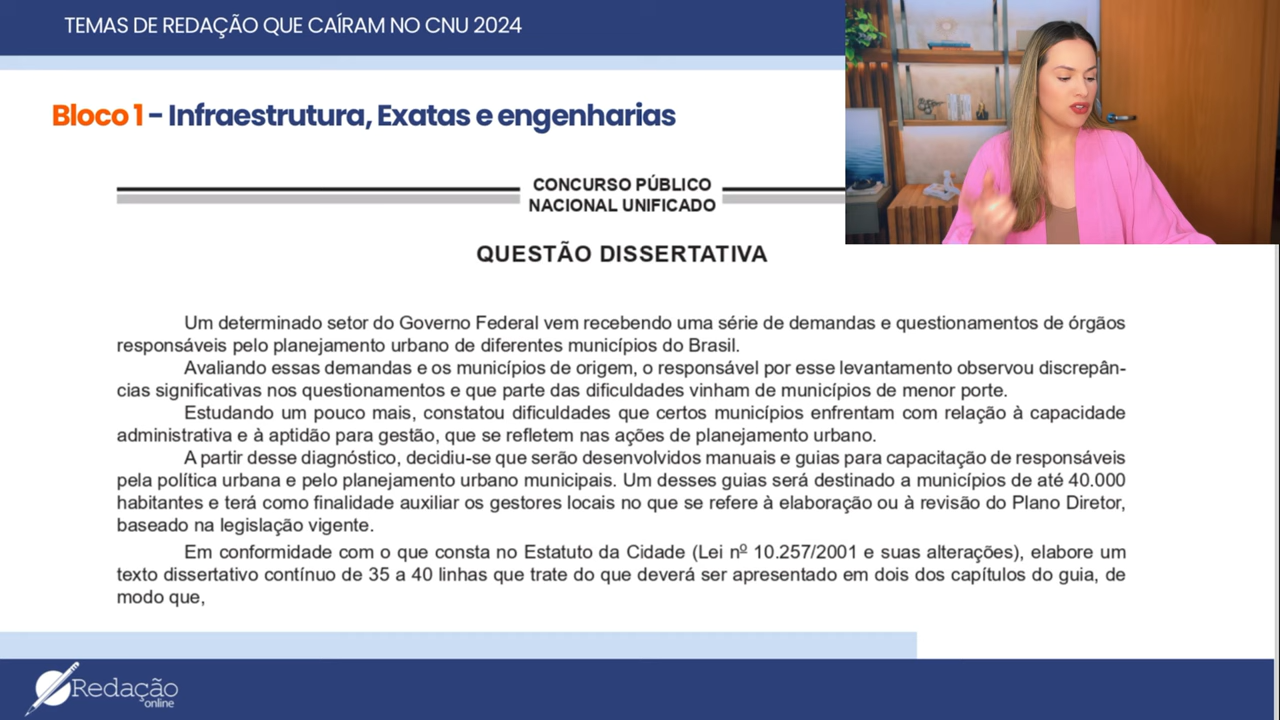 TEMAS DE REDAÇÃO QUE CAÍRAM NO CNU 2024
Bloco 1 - Infraestrutura, Exatas e engenharias
CONCURSO PÚBLICO
NACIONAL UNIFICADO
QUESTÃO DISSERTATIVA
Um determinado setor do Governo Federal vem recebendo uma série de demandas e questionamentos de órgãos
responsáveis pelo planejamento urbano de diferentes municípios do Brasil.
Avaliando essas demandas e os municípios de origem, o responsável por esse levantamento observou discrepân-
cias significativas nos questionamentos e que parte das dificuldades vinham de municípios de menor porte.
Estudando um pouco mais, constatou dificuldades que certos municípios enfrentam com relação à capacidade
administrativa e à aptidão para gestão, que se refletem nas ações de planejamento urbano.
A partir desse diagnóstico, decidiu-se que serão desenvolvidos manuais e guias para capacitação de responsáveis
pela política urbana e pelo planejamento urbano municipais. Um desses guias será destinado a municípios de até 40.000
habitantes e terá como finalidade auxiliar os gestores locais no que se refere à elaboração ou à revisão do Plano Diretor,
baseado na legislação vigente.
Em conformidade com o que consta no Estatuto da Cidade (Lei nº 10.257/2001 e suas alterações), elabore um
texto dissertativo contínuo de 35 a 40 linhas que trate do que deverá ser apresentado em dois dos capítulos do guia, de
modo que,
Redação
online